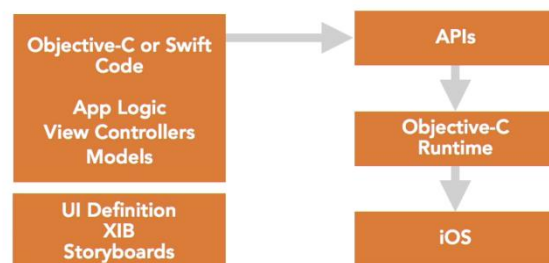 Objective-C or Swift
Code
App Logic
View Controllers
Models
UI Definition
XIB
Storyboards
APIs
Objective-C
Runtime
iOS